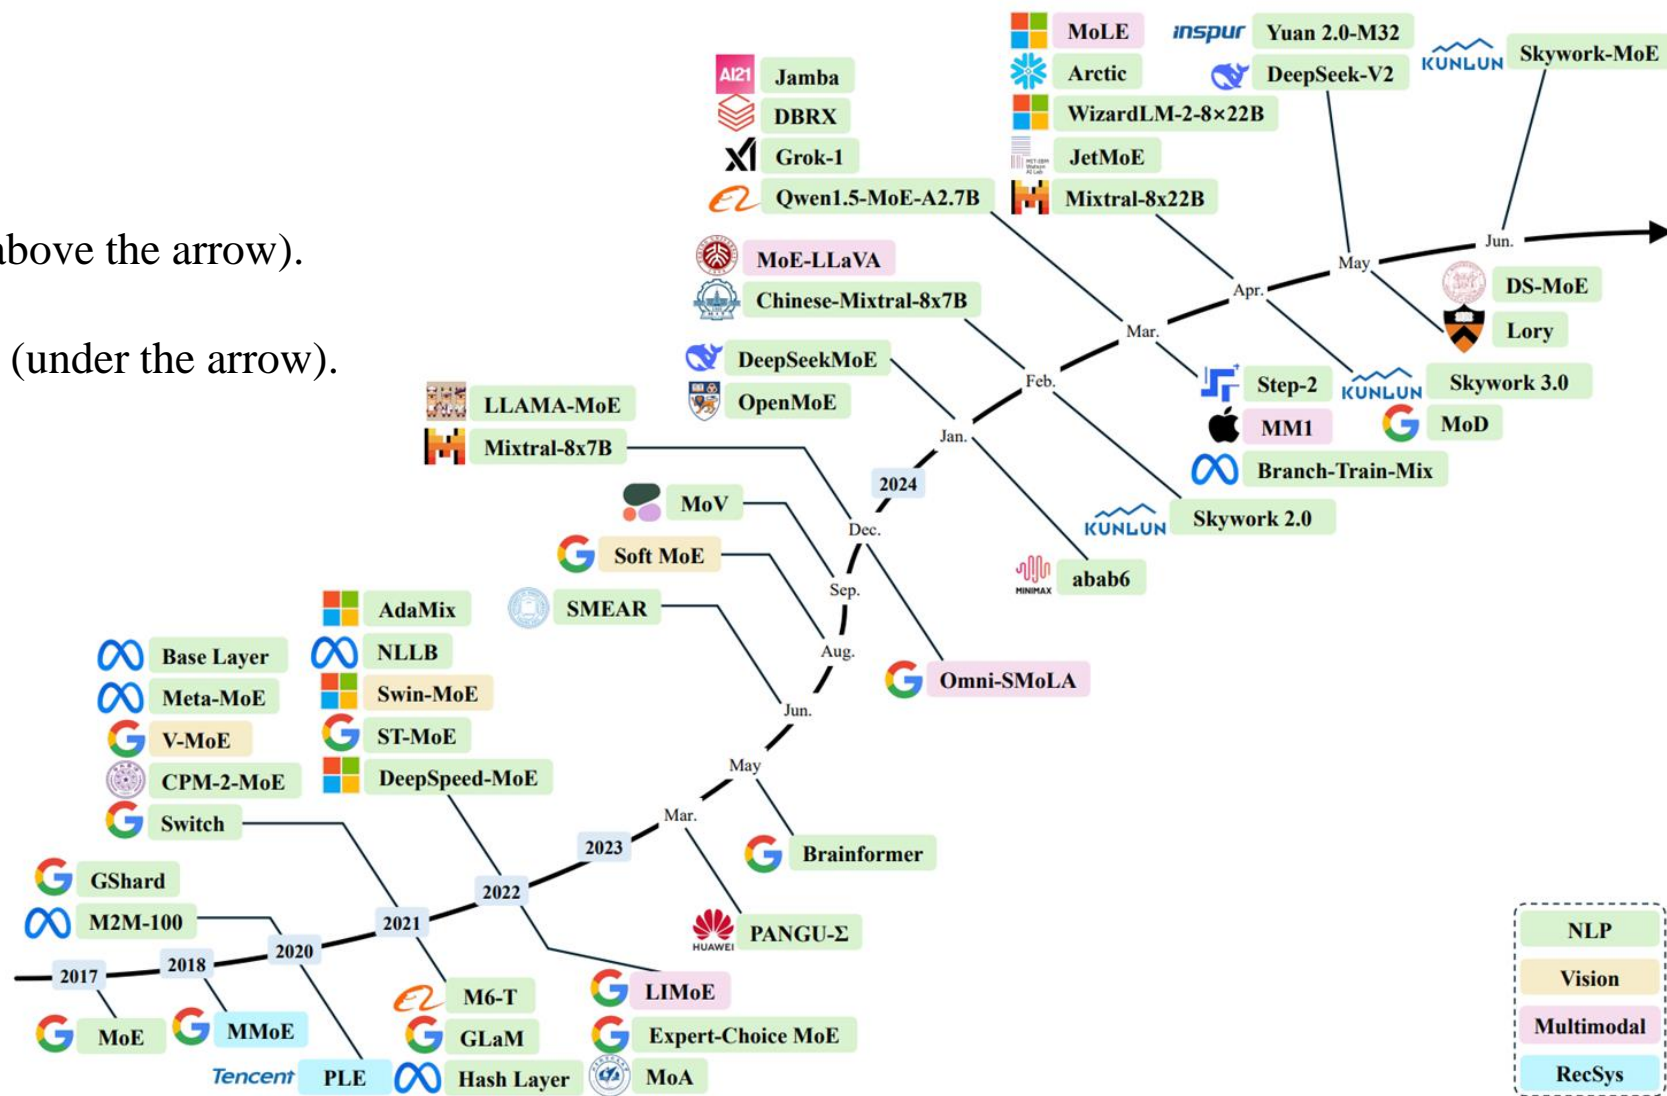 above the arrow).
(under the arrow).
MoLE
inspur Yuan 2.0-M32
KUNLUN Skywork-MoE
AI21 Jamba
Arctic
DeepSeek-V2
DBRX
WizardLM-2-8×22B
Grok-1
JetMoE
Qwen1.5-MoE-A2.7B
Mixtral-8x22B
MoE-LLaVA
Chinese-Mixtral-8x7B
DeepSeekMoE
OpenMoE
LLAMA-MoE
Mixtral-8x7B
MoV
Soft MoE
SMEAR
AdaMix
NLLB
Swin-MoE
ST-MoE
DeepSpeed-MoE
Base Layer
Meta-MoE
V-MoE
CPM-2-MoE
Switch
GShard
M2M-100
2017
2018
2020
2021
2022
2023
Mar.
May
Jun.
Aug.
Sep.
Dec.
2024
Jan.
Feb.
Mar.
Apr.
May
Jun.
DS-MoE
Lory
Step-2
KUNLUN Skywork 3.0
MM1
MoD
Branch-Train-Mix
KUNLUN Skywork 2.0
MINIMAX abab6
Omni-SMoLA
Brainformer
HUAWEI PANGU-Σ
LIMoE
Expert-Choice MoE
MoA
M6-T
GLaM
Hash Layer
MoE
MMoE
Tencent PLE
NLP
Vision
Multimodal
RecSys